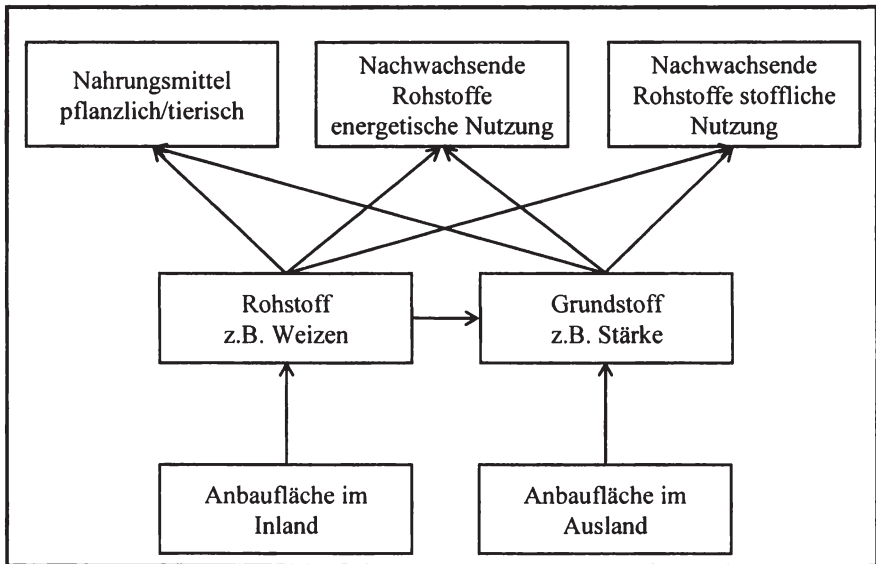 Nahrungsmittel
pflanzlich/tierisch
Nachwachsende
Rohstoffe
energetische Nutzung
Nachwachsende
Rohstoffe stoffliche
Nutzung
Rohstoff
z.B. Weizen
Grundstoff
z.B. Stärke
Anbaufläche im
Inland
Anbaufläche im
Ausland